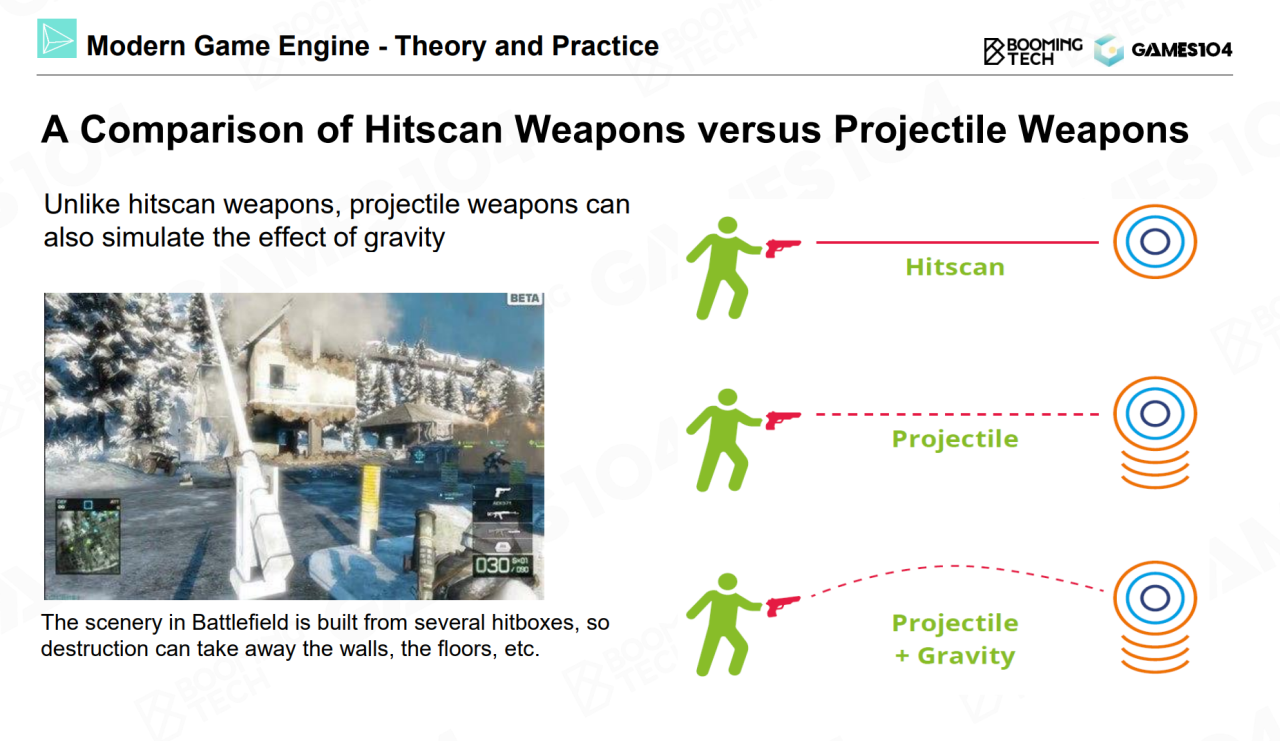 Modern Game Engine - Theory and Practice
BOOMING
TECH
GAMES104
A Comparison of Hitscan Weapons versus Projectile Weapons
Unlike hitscan weapons, projectile weapons can
also simulate the effect of gravity
BETA
030
The scenery in Battlefield is built from several hitboxes, so
destruction can take away the walls, the floors, etc.
Hitscan
Projectile
Projectile
+ Gravity